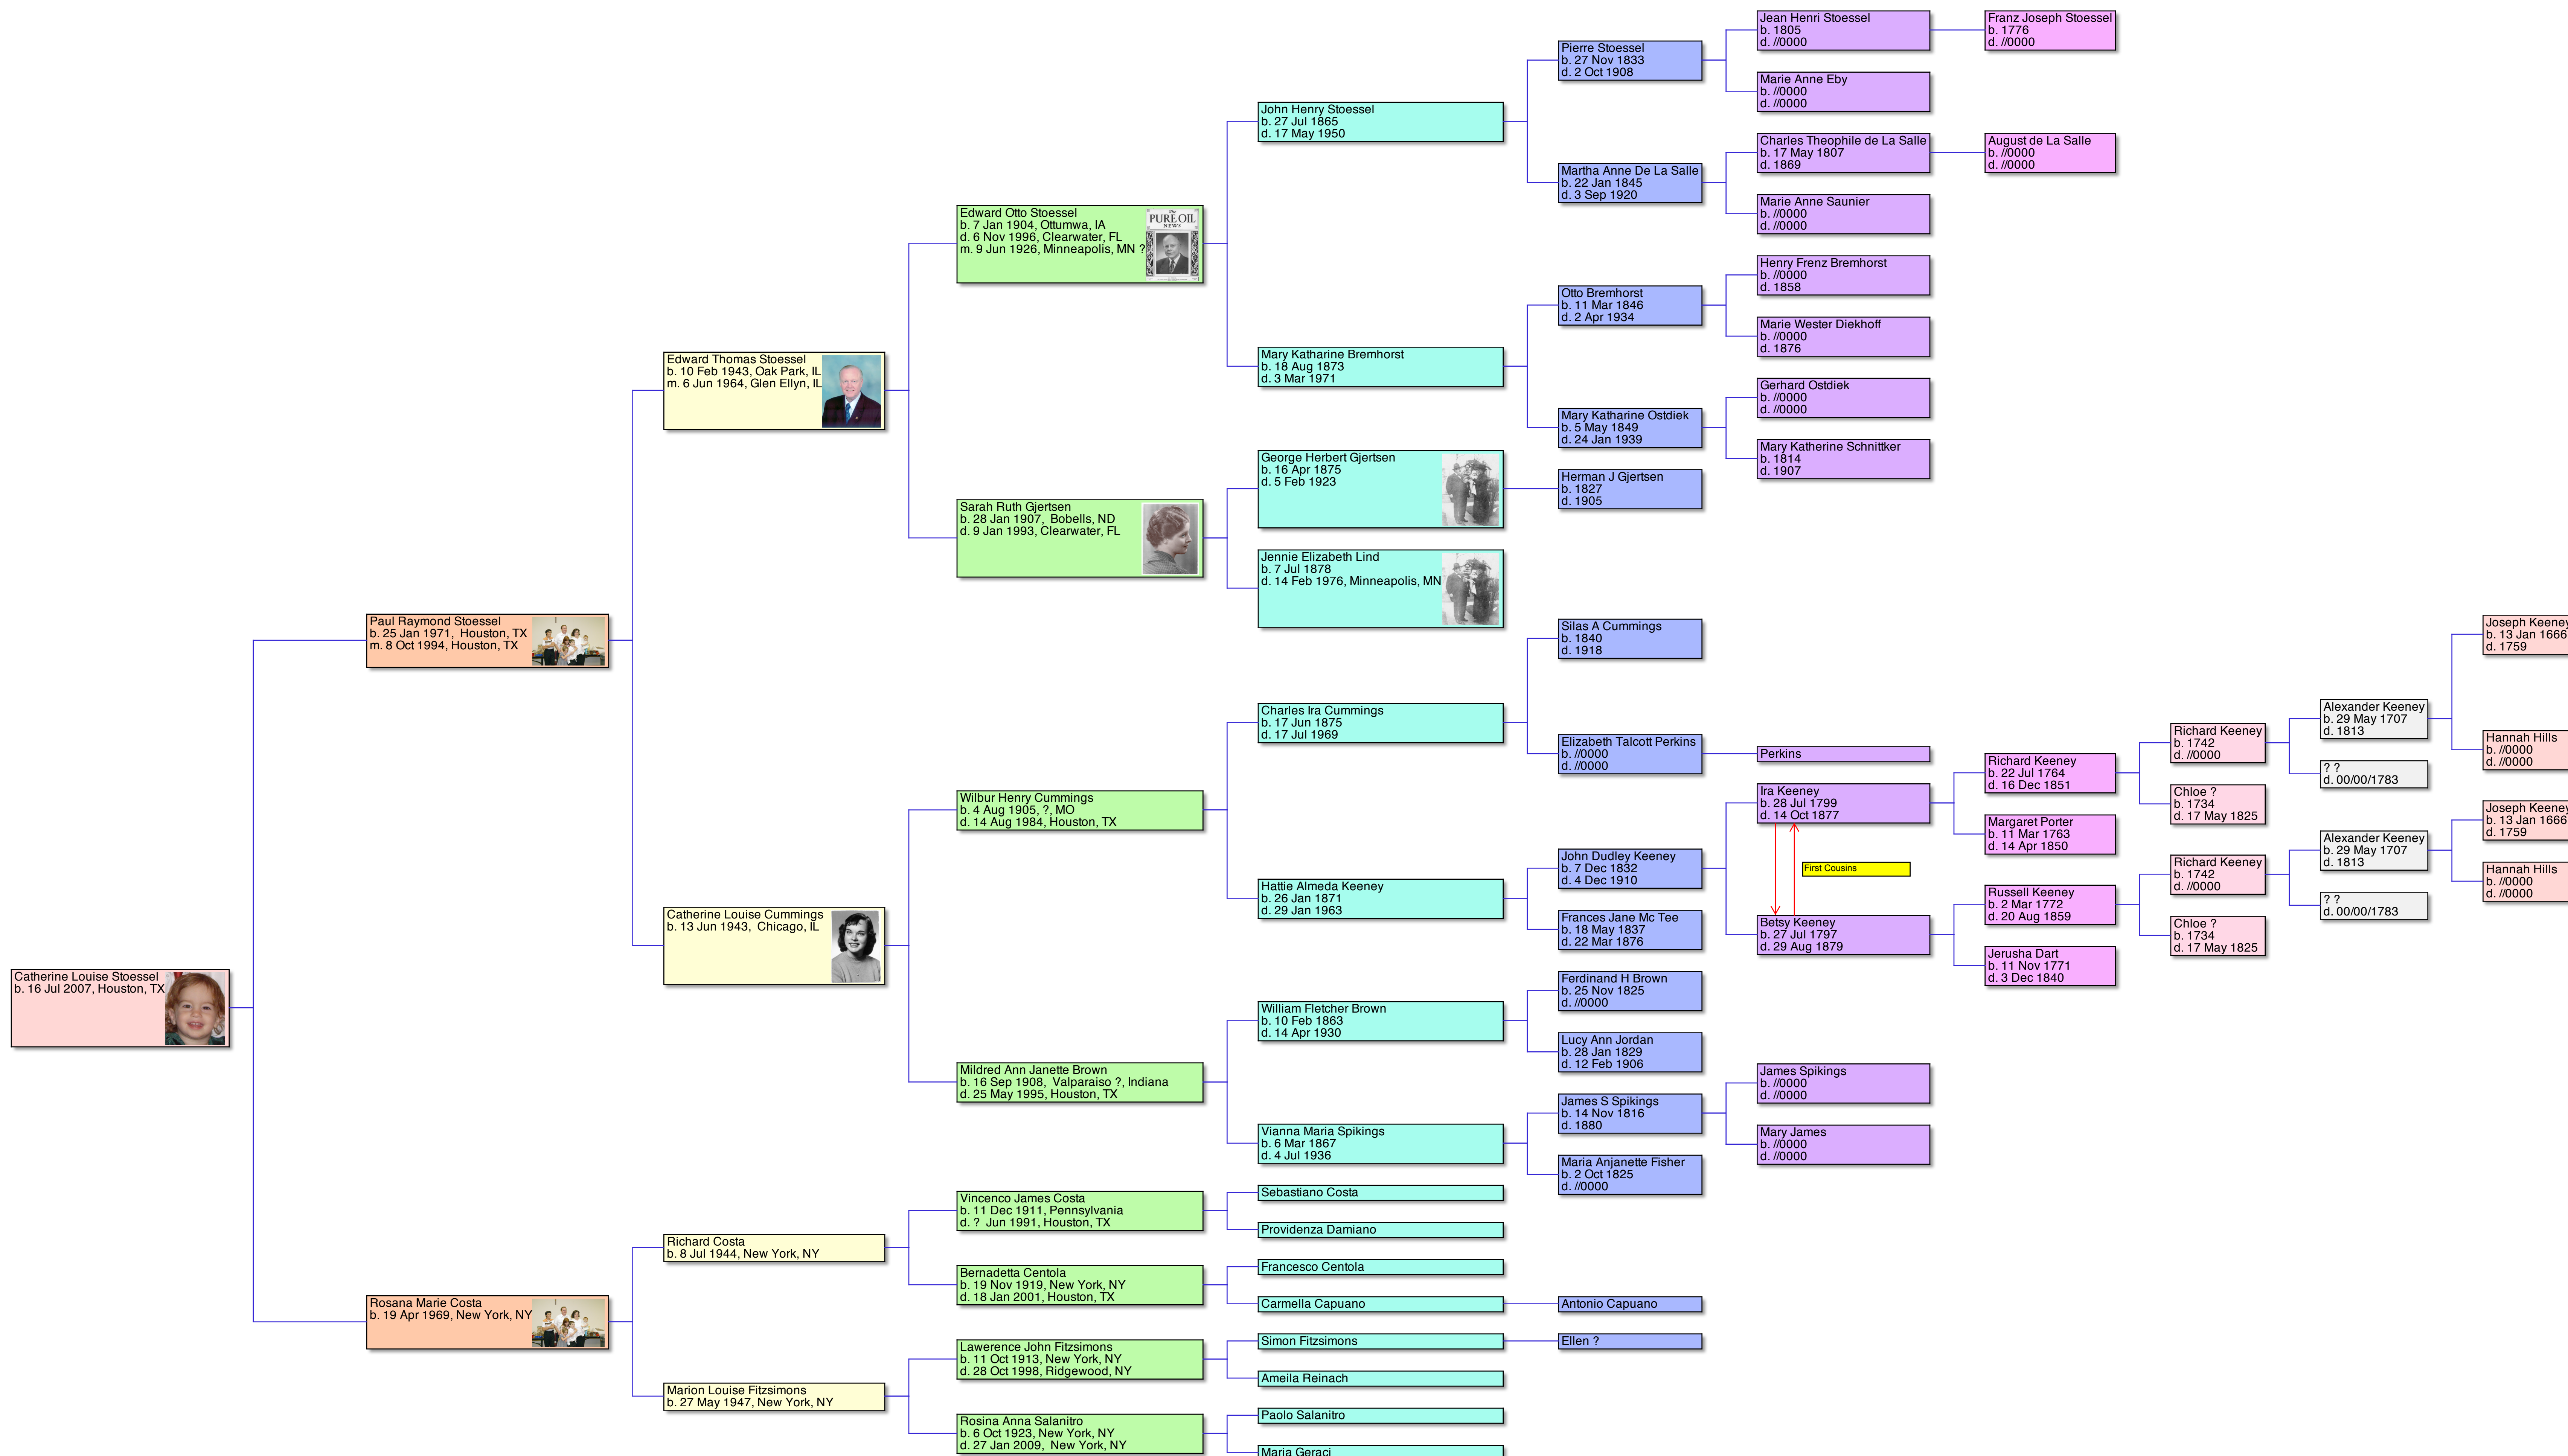 Catherine Louise Stoessel
b. 16 Jul 2007, Houston, TX
Paul Raymond Stoessel
b. 25 Jan 1971,  Houston, TX
m. 8 Oct 1994, Houston, TX
Rosana Marie Costa
b. 19 Apr 1969, New York, NY
Edward Thomas Stoessel
b. 10 Feb 1943, Oak Park, IL
m. 6 Jun 1964, Glen Ellyn, IL
Catherine Louise Cummings
b. 13 Jun 1943,  Chicago, IL
Richard Costa
b. 8 Jul 1944, New York, NY
Marion Louise Fitzsimons
b. 27 May 1947, New York, NY
Edward Otto Stoessel
b. 7 Jan 1904, Ottumwa, IA
d. 6 Nov 1996, Clearwater, FL
m. 9 Jun 1926, Minneapolis, MN ?
The
PURE OIL
NEWS
Sarah Ruth Gjertsen
b. 28 Jan 1907,  Bobells, ND
d. 9 Jan 1993, Clearwater, FL
Wilbur Henry Cummings
b. 4 Aug 1905, ?, MO
d. 14 Aug 1984, Houston, TX
Mildred Ann Janette Brown
b. 16 Sep 1908,  Valparaiso ?, Indiana
d. 25 May 1995, Houston, TX
Vincenco James Costa
b. 11 Dec 1911, Pennsylvania
d. ?  Jun 1991, Houston, TX
Bernadetta Centola
b. 19 Nov 1919, New York, NY
d. 18 Jan 2001, Houston, TX
Lawerence John Fitzsimons
b. 11 Oct 1913, New York, NY
d. 28 Oct 1998, Ridgewood, NY
Rosina Anna Salanitro
b. 6 Oct 1923, New York, NY
d. 27 Jan 2009,  New York, NY
John Henry Stoessel
b. 27 Jul 1865
d. 17 May 1950
Mary Katharine Bremhorst
b. 18 Aug 1873
d. 3 Mar 1971
George Herbert Gjertsen
b. 16 Apr 1875
d. 5 Feb 1923
Jennie Elizabeth Lind
b. 7 Jul 1878
d. 14 Feb 1976, Minneapolis, MN
Charles Ira Cummings
b. 17 Jun 1875
d. 17 Jul 1969
Hattie Almeda Keeney
b. 26 Jan 1871
d. 29 Jan 1963
William Fletcher Brown
b. 10 Feb 1863
d. 14 Apr 1930
Vianna Maria Spikings
b. 6 Mar 1867
d. 4 Jul 1936
Sebastiano Costa
Providenza Damiano
Francesco Centola
Carmella Capuano
Simon Fitzsimons
Ameila Reinach
Paolo Salanitro
Maria Geraci
Pierre Stoessel
b. 27 Nov 1833
d. 2 Oct 1908
Martha Anne De La Salle
b. 22 Jan 1845
d. 3 Sep 1920
Otto Bremhorst
b. 11 Mar 1846
d. 2 Apr 1934
Mary Katharine Ostdiek
b. 5 May 1849
d. 24 Jan 1939
Herman J Gjertsen
b. 1827
d. 1905
Silas A Cummings
b. 1840
d. 1918
Elizabeth Talcott Perkins
b. //0000
d. //0000
John Dudley Keeney
b. 7 Dec 1832
d. 4 Dec 1910
Frances Jane Mc Tee
b. 18 May 1837
d. 22 Mar 1876
Ferdinand H Brown
b. 25 Nov 1825
d. //0000
Lucy Ann Jordan
b. 28 Jan 1829
d. 12 Feb 1906
James S Spikings
b. 14 Nov 1816
d. 1880
Maria Anjanette Fisher
b. 2 Oct 1825
d. //0000
Antonio Capuano
Ellen ?
Jean Henri Stoessel
b. 1805
d. //0000
Marie Anne Eby
b. //0000
d. //0000
Charles Theophile de La Salle
b. 17 May 1807
d. 1869
Marie Anne Saunier
b. //0000
d. //0000
Henry Frenz Bremhorst
b. //0000
d. 1858
Marie Wester Diekhoff
b. //0000
d. 1876
Gerhard Ostdiek
b. //0000
d. //0000
Mary Katherine Schnittker
b. 1814
d. 1907
Perkins
Ira Keeney
b. 28 Jul 1799
d. 14 Oct 1877
First Cousins
Betsy Keeney
b. 27 Jul 1797
d. 29 Aug 1879
James Spikings
b. //0000
d. //0000
Mary James
b. //0000
d. //0000
Franz Joseph Stoessel
b. 1776
d. //0000
August de La Salle
b. //0000
d. //0000
Richard Keeney
b. 22 Jul 1764
d. 16 Dec 1851
Margaret Porter
b. 11 Mar 1763
d. 14 Apr 1850
Russell Keeney
b. 2 Mar 1772
d. 20 Aug 1859
Jerusha Dart
b. 11 Nov 1771
d. 3 Dec 1840
Richard Keeney
b. 1742
d. //0000
Chloe ?
b. 1734
d. 17 May 1825
Richard Keeney
b. 1742
d. //0000
Chloe ?
b. 1734
d. 17 May 1825
Alexander Keeney
b. 29 May 1707
d. 1813
? ?
d. 00/00/1783
Alexander Keeney
b. 29 May 1707
d. 1813
? ?
d. 00/00/1783
Joseph Keeney
b. 13 Jan 1666
d. 1759
Hannah Hills
b. //0000
d. //0000
Joseph Keeney
b. 13 Jan 1666
d. 1759
Hannah Hills
b. //0000
d. //0000